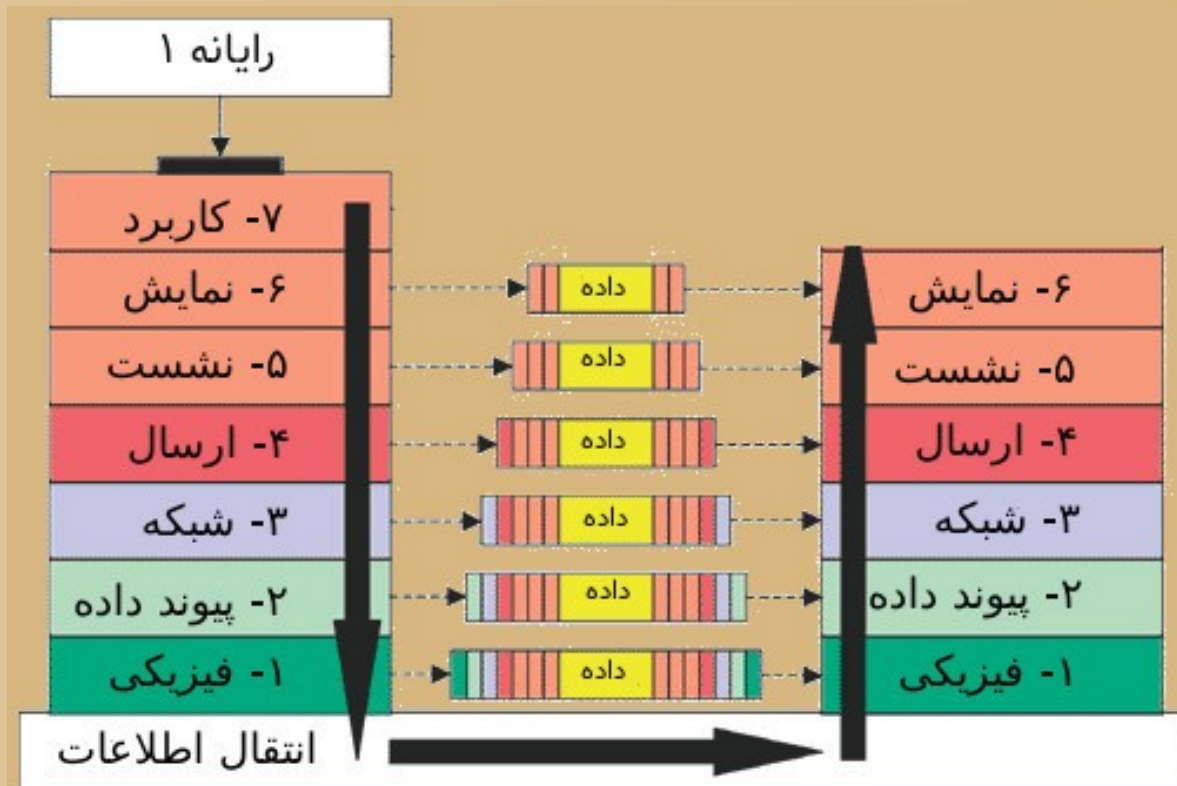 رایانه ۱
۷- کاربرد
۶- نمایش
داده
۶- نمایش
۵- نشست
داده
۵- نشست
۴- ارسال
داده
۴- ارسال
۳- شبکه
داده
۳- شبکه
۲- پیوند داده
داده
۲- پیوند داده
۱- فیزیکی
داده
۱- فیزیکی
انتقال اطلاعات